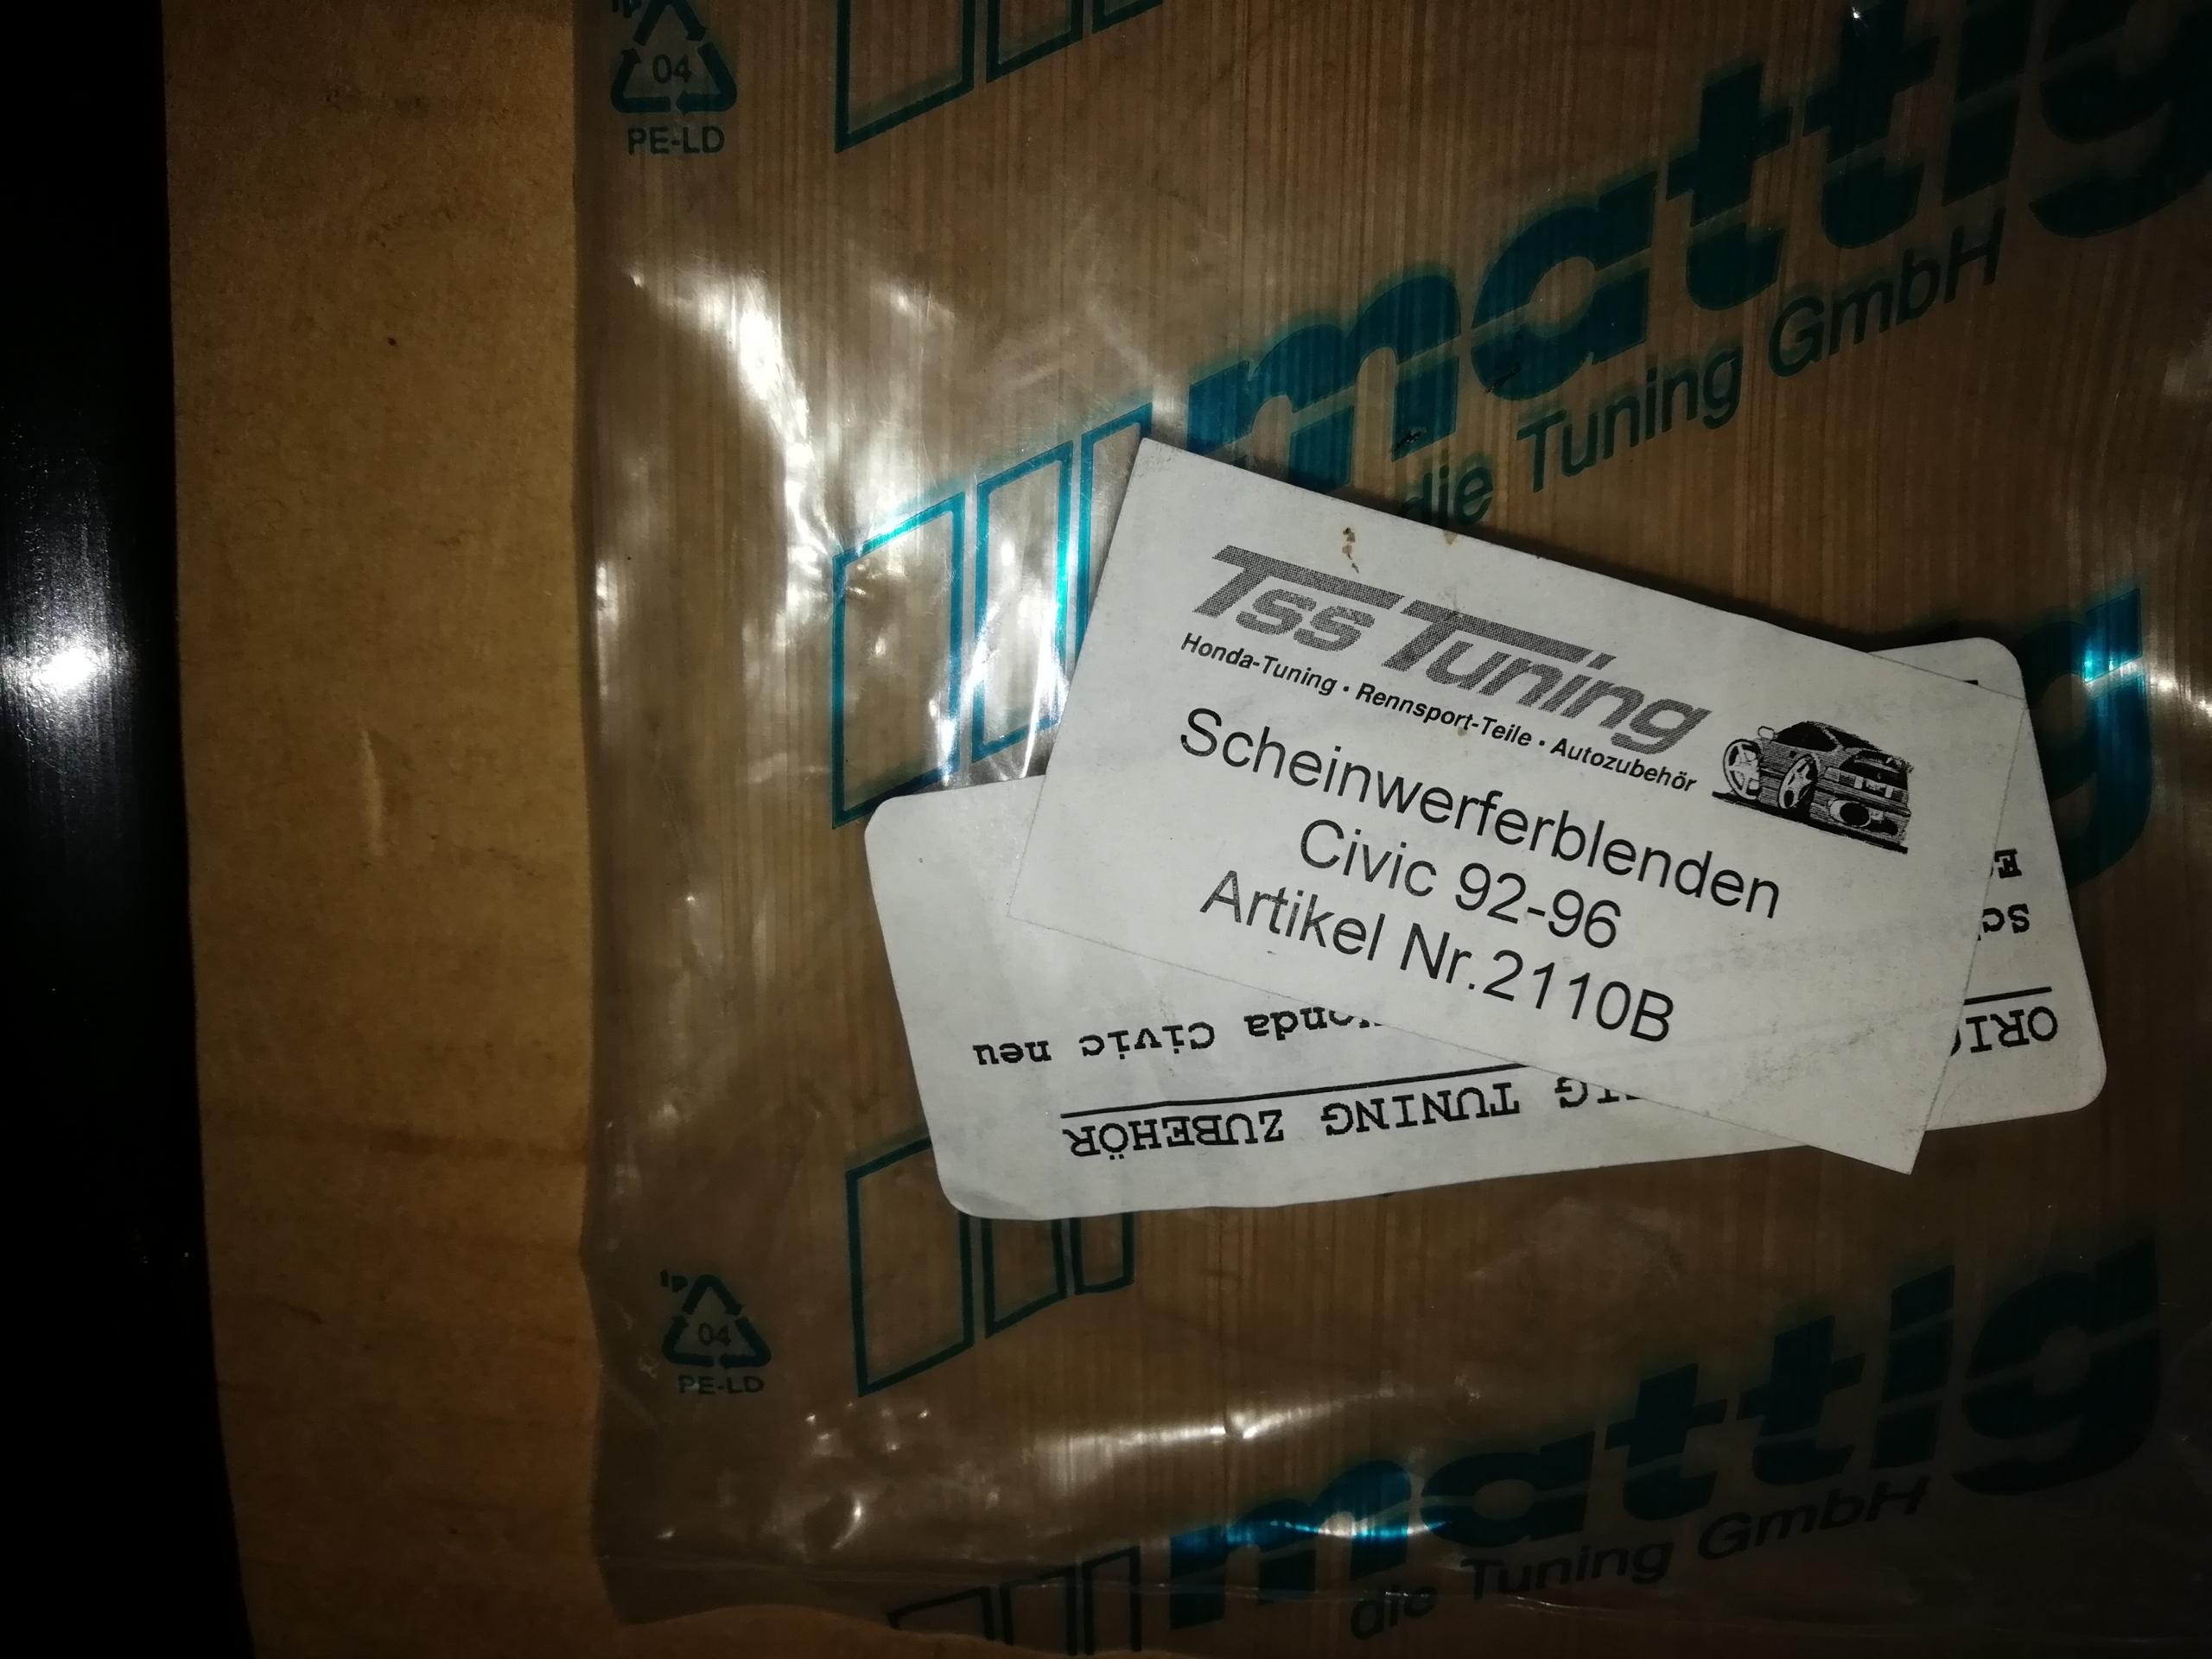 04
PE-LD
mattig
die Tuning GmbH
Tss Tuning
Honda-Tuning • Rennsport-Teile • Autozubehör
Scheinwerferblenden
Civic 92-96
Artikel Nr.2110B
Honda Civic neu
TUNING ZUBEHÖR
04
PE-LD
mattig
die Tuning GmbH